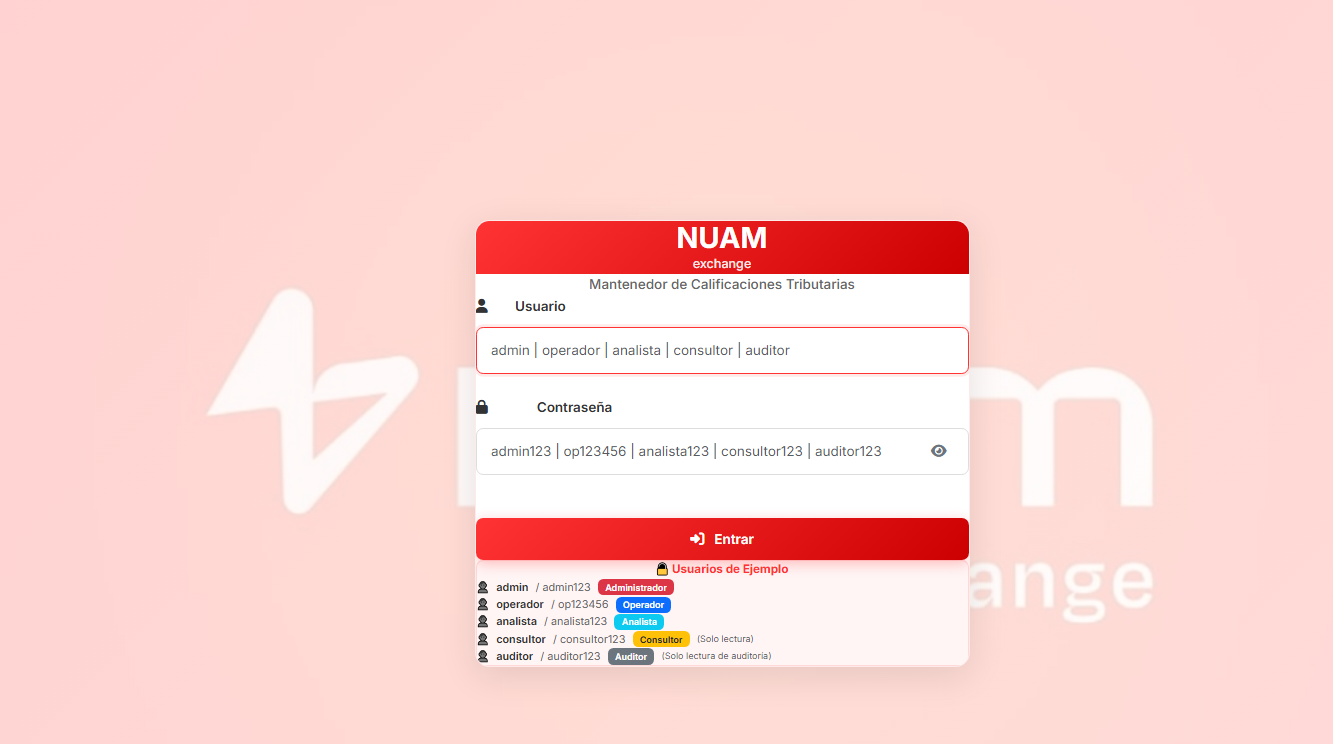 NUAM
exchange
Mantenedor de Calificaciones Tributarias
Usuario
admin | operador | analista | consultor | auditor
Contraseña
admin123 | op123456 | analista123 | consultor123 | auditor123
Entrar
Usuarios de Ejemplo
admin / admin123 Administrador
operador / op123456 Operador
analista / analista123 Analista
consultor / consultor123 Consultor (Solo lectura)
auditor / auditor123 Auditor (Solo lectura de auditoría)
m
ange